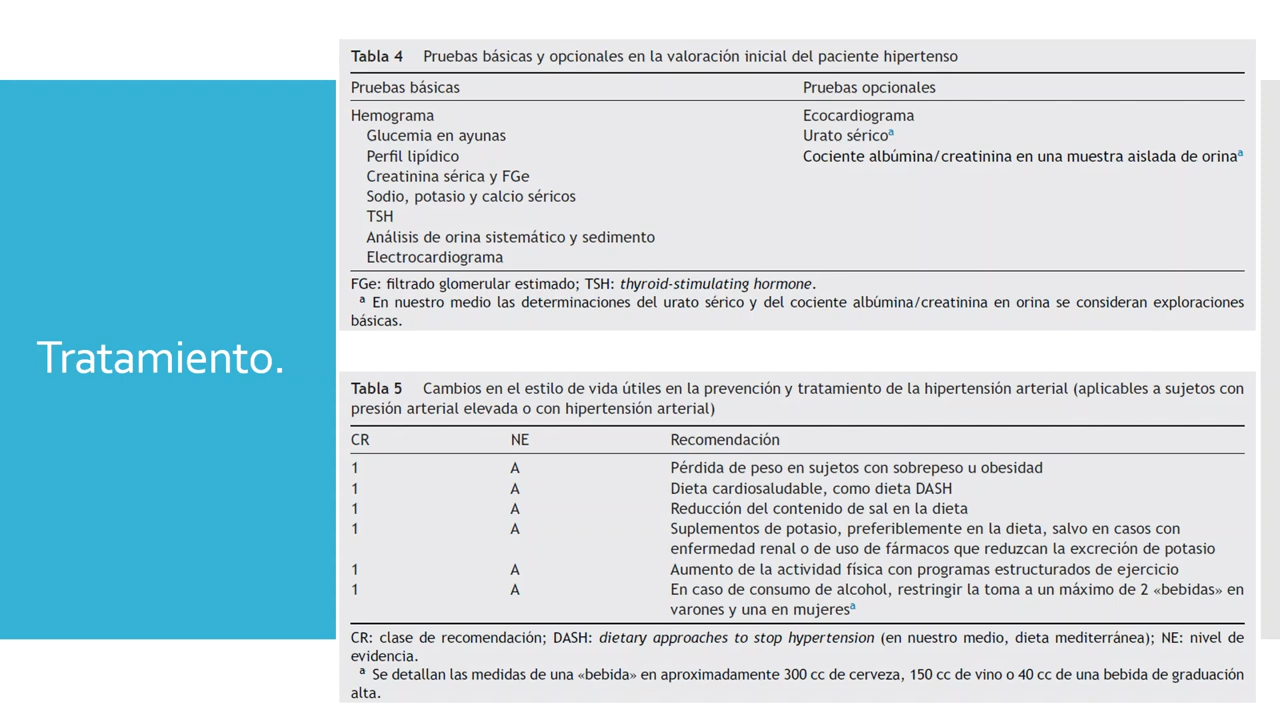 Tratamiento.
Tabla 4 Pruebas básicas y opcionales en la valoración inicial del paciente hipertenso
Pruebas básicas Pruebas opcionales
Hemograma Ecocardiograma
Glucemia en ayunas Urato séricoª
Perfil lipídico Cociente albúmina/creatinina en una muestra aislada de orinaª
Creatinina sérica y FGe
Sodio, potasio y calcio séricos
TSH
Análisis de orina sistemático y sedimento
Electrocardiograma
FGe: filtrado glomerular estimado; TSH: thyroid-stimulating hormone.
ª En nuestro medio las determinaciones del urato sérico y del cociente albúmina/creatinina en orina se consideran exploraciones
básicas.
Tabla 5 Cambios en el estilo de vida útiles en la prevención y tratamiento de la hipertensión arterial (aplicables a sujetos con
presión arterial elevada o con hipertensión arterial)
CR NE Recomendación
1 A Pérdida de peso en sujetos con sobrepeso u obesidad
1 A Dieta cardiosaludable, como dieta DASH
1 A Reducción del contenido de sal en la dieta
1 A Suplementos de potasio, preferiblemente en la dieta, salvo en casos con
enfermedad renal o de uso de fármacos que reduzcan la excreción de potasio
1 A Aumento de la actividad física con programas estructurados de ejercicio
1 A En caso de consumo de alcohol, restringir la toma a un máximo de 2 «bebidas» en
varones y una en mujeresª
CR: clase de recomendación; DASH: dietary approaches to stop hypertension (en nuestro medio, dieta mediterránea); NE: nivel de
evidencia.
ª Se detallan las medidas de una «bebida» en aproximadamente 300 cc de cerveza, 150 cc de vino o 40 cc de una bebida de graduación
alta.